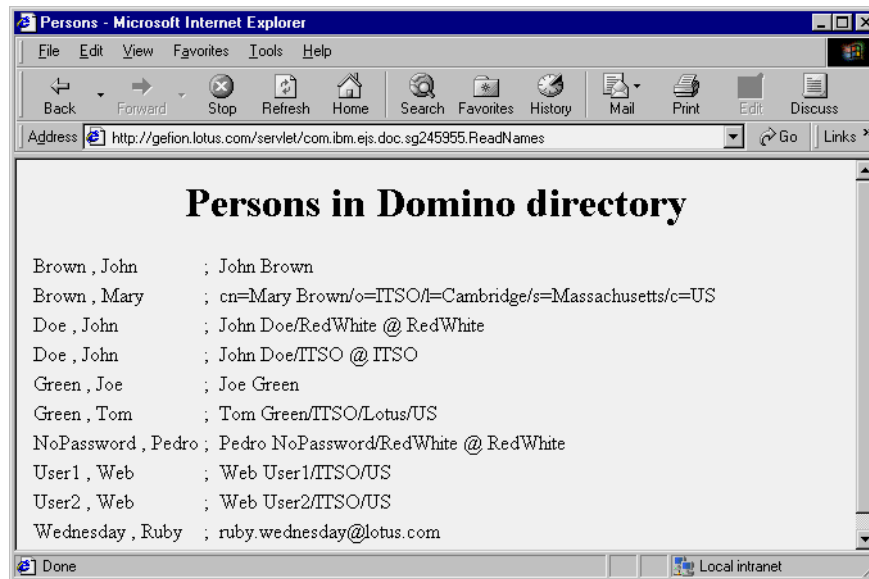 Persons - Microsoft Internet Explorer
File Edit View Favorites Tools Help
Back Forward Stop Refresh Home Search Favorites History Mail Print Edit Discuss
Address http://gefion.lotus.com/servlet/com.ibm.ejs.doc.sg245955.ReadNames Go Links »
Persons in Domino directory
Brown , John ; John Brown
Brown , Mary ; cn=Mary Brown/o=ITSO/l=Cambridge/s=Massachusetts/c=US
Doe , John ; John Doe/RedWhite @ RedWhite
Doe , John ; John Doe/ITSO @ ITSO
Green , Joe ; Joe Green
Green , Tom ; Tom Green/ITSO/Lotus/US
NoPassword , Pedro ; Pedro NoPassword/RedWhite @ RedWhite
User1 , Web ; Web User1/ITSO/US
User2 , Web ; Web User2/ITSO/US
Wednesday , Ruby ; ruby.wednesday@lotus.com
Done Local intranet